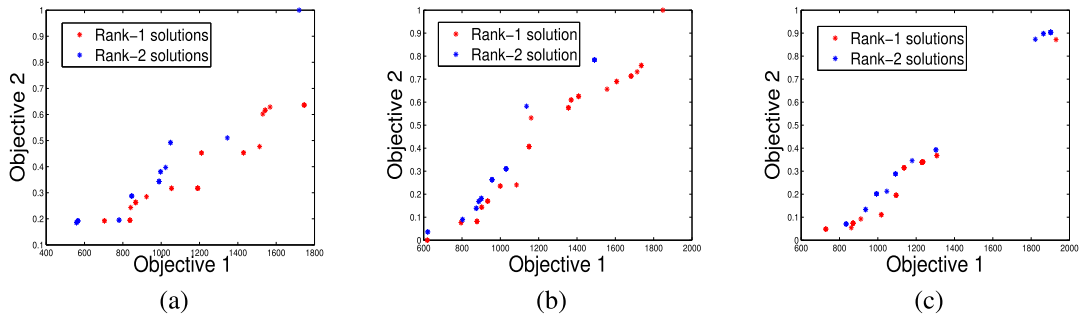 Rank-1 solutions
Rank-2 solutions
Objective 2
1
0.9
0.8
0.7
0.6
0.5
0.4
0.3
0.2
0.1
400 600 800 1000 1200 1400 1600 1800
Objective 1
(a)
Rank-1 solution
Rank-2 solution
Objective 2
1
0.9
0.8
0.7
0.6
0.5
0.4
0.3
0.2
0.1
0
600 800 1000 1200 1400 1600 1800 2000
Objective 1
(b)
Rank-1 solutions
Rank-2 solutions
Objective 2
1
0.9
0.8
0.7
0.6
0.5
0.4
0.3
0.2
0.1
0
600 800 1000 1200 1400 1600 1800 2000
Objective 1
(c)